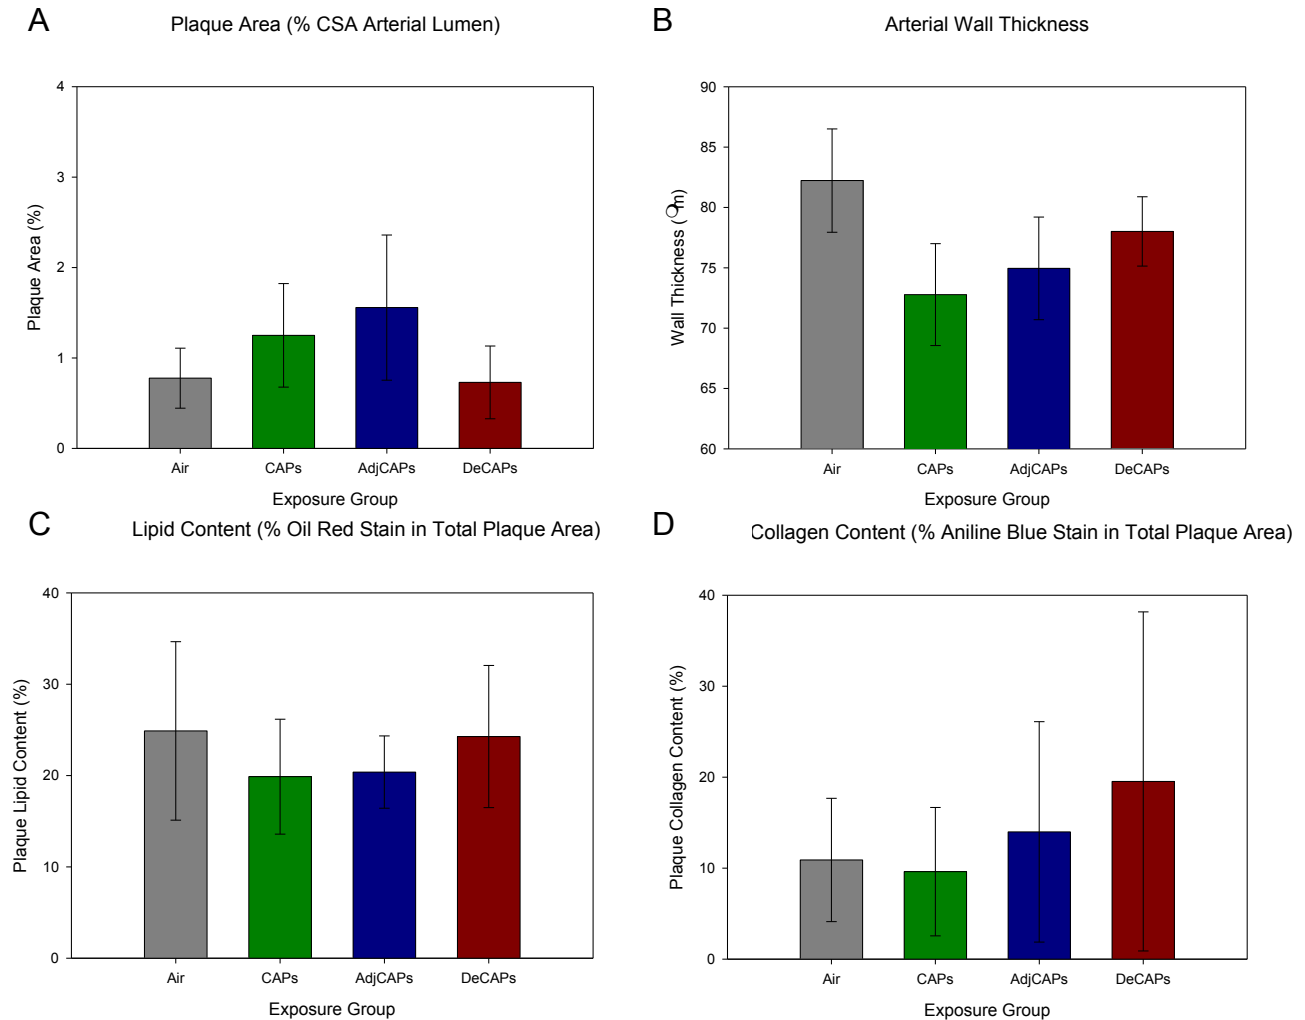 A
Plaque Area (% CSA Arterial Lumen)
Plaque Area (%)
4
3
2
1
0
Air
CAPs
AdjCAPs
DeCAPs
Exposure Group
B
Arterial Wall Thickness
Wall Thickness (m)
90
85
80
75
70
65
60
Air
CAPs
AdjCAPs
DeCAPs
Exposure Group
C
Lipid Content (% Oil Red Stain in Total Plaque Area)
Plaque Lipid Content (%)
40
30
20
10
0
Air
CAPs
AdjCAPs
DeCAPs
Exposure Group
D
Collagen Content (% Aniline Blue Stain in Total Plaque Area)
Plaque Collagen Content (%)
40
30
20
10
0
Air
CAPs
AdjCAPs
DeCAPs
Exposure Group